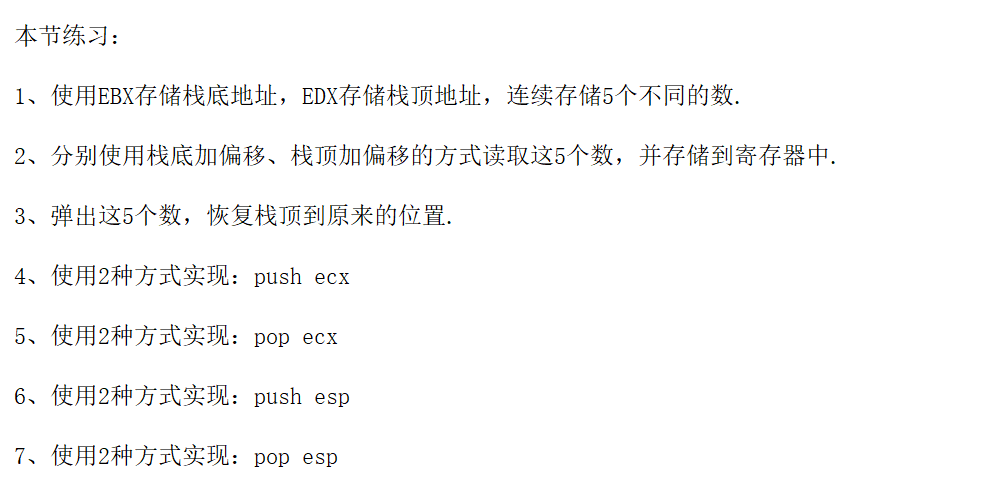 本节练习：
1、使用EBX存储栈底地址，EDX存储栈顶地址，连续存储5个不同的数.
2、分别使用栈底加偏移、栈顶加偏移的方式读取这5个数，并存储到寄存器中.
3、弹出这5个数，恢复栈顶到原来的位置.
4、使用2种方式实现：push ecx
5、使用2种方式实现：pop ecx
6、使用2种方式实现：push esp
7、使用2种方式实现：pop esp